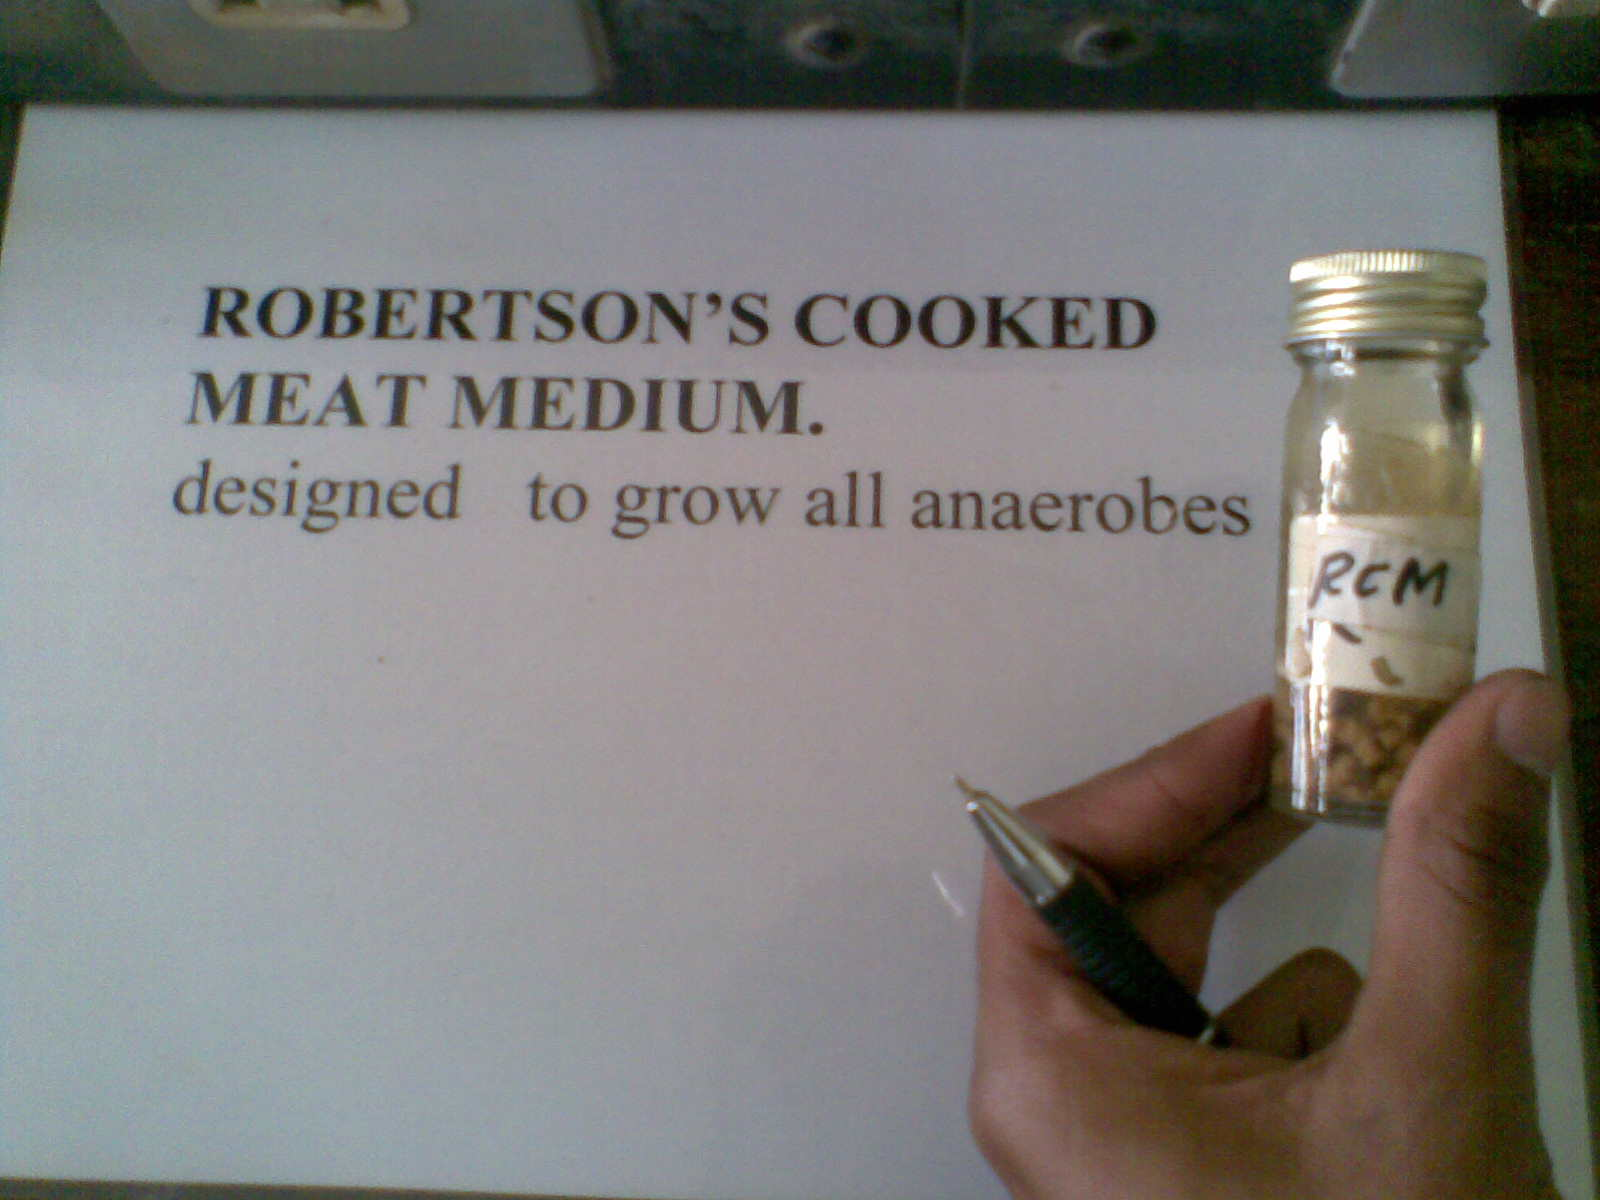 ROBERTSON'S COOKED
MEAT MEDIUM.
designed to grow all anaerobes
RCM